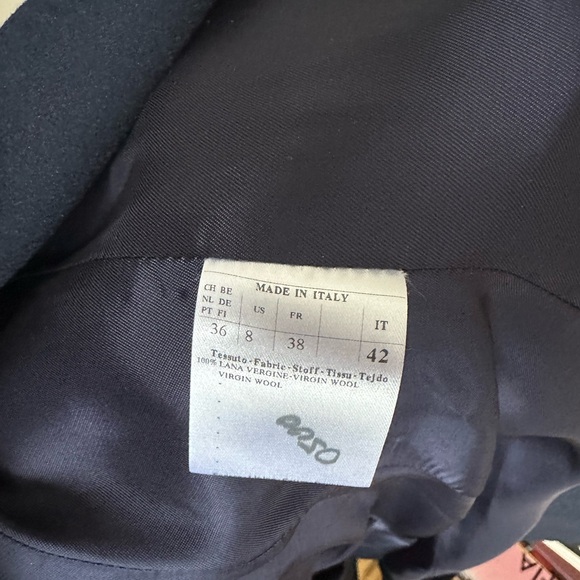 MADE IN ITALY
CH BE
NL DE US FR IT
PT FI
36 8 38 42
Tessuto-Fabric-Stoff-Tissu-Tejdo
100% LANA VERGINE-VIRGIN WOOL
VIRGIN WOOL